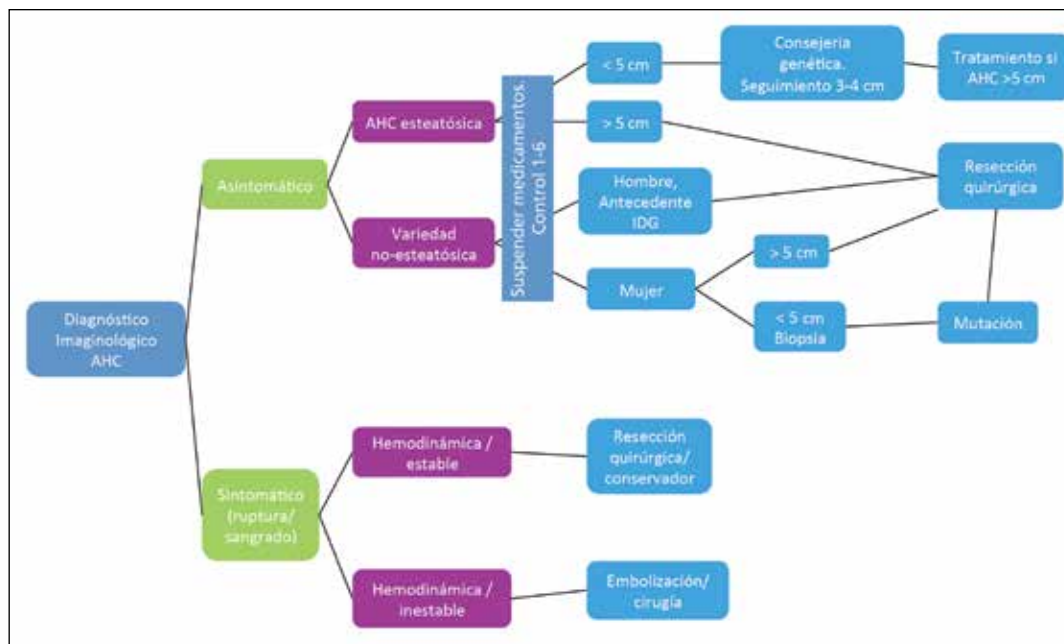 Diagnóstico
Imaginológico
AHC
Asintomático
Sintomático
(ruptura/
sangrado)
AHC esteatósica
Variedad
no-esteatósica
Hemodinámica /
estable
Hemodinámica /
inestable
Suspender medicamentos.
Control 1-6
< 5 cm
> 5 cm
Hombre,
Antecedente
IDG
Mujer
Consejeria
genética.
Seguimiento 3-4 cm
Tratamiento si
AHC >5 cm
Resección
quirúrgica
> 5 cm
< 5 cm
Biopsia
Mutación
Resección
quirúrgica/
conservador
Embolización/
cirugía